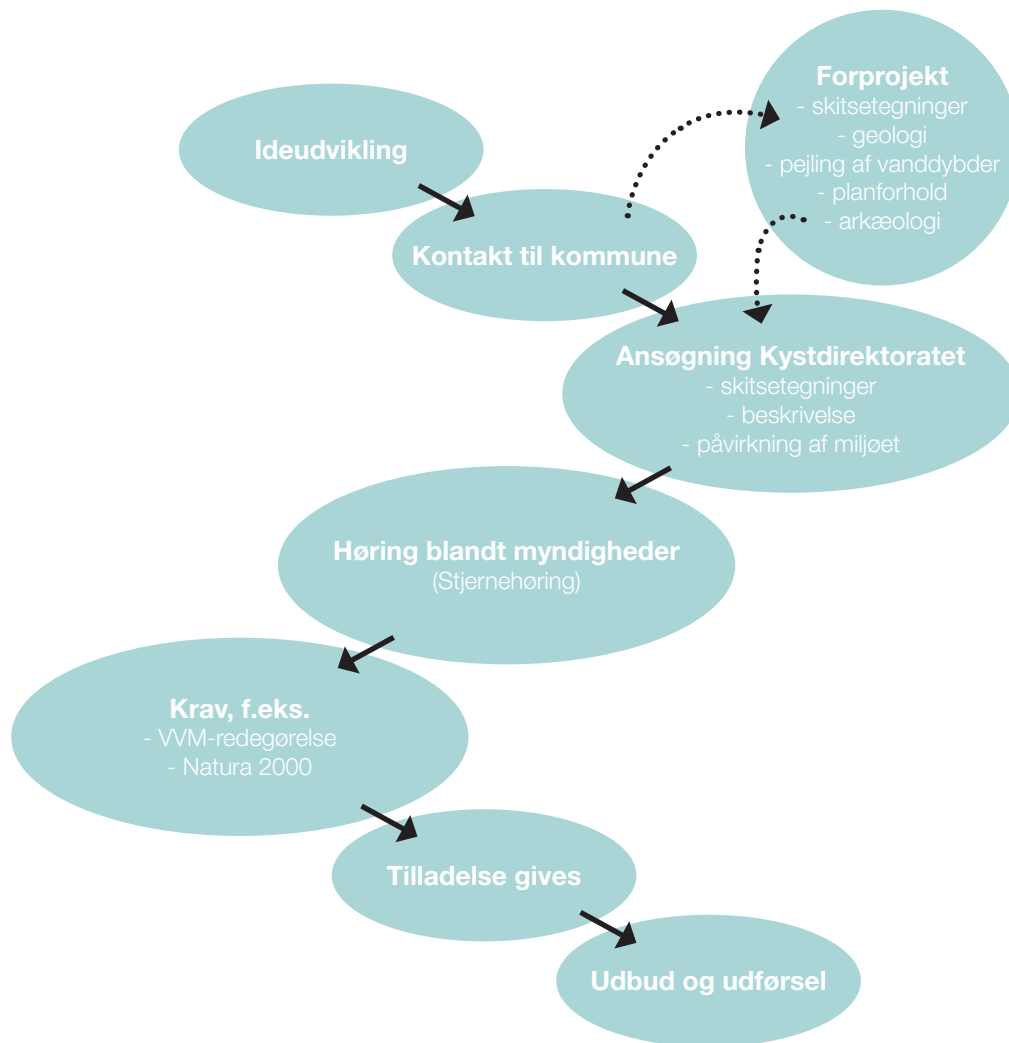 Ideudvikling
Kontakt til kommune
Forprojekt
- skitsetegninger
- geologi
- pejling af vanddybder
- planforhold
- arkæologi
Ansøgning Kystdirektoratet
- skitsetegninger
- beskrivelse
- påvirkning af miljøet
Høring blandt myndigheder
(Stjernehøring)
Krav, f.eks.
- VVM-redegørelse
- Natura 2000
Tilladelse gives
Udbud og udførsel